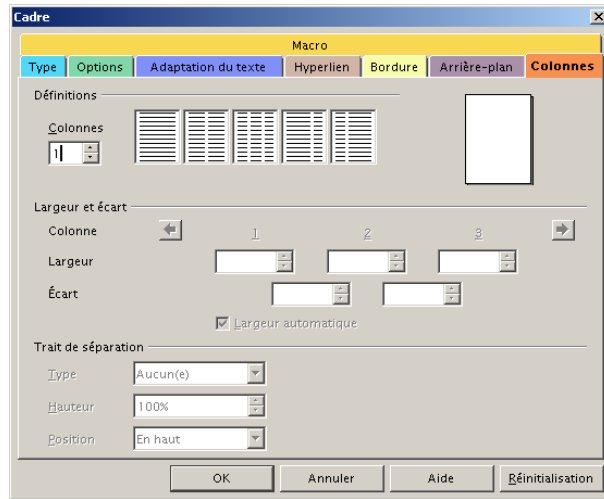 Cadre
Macro
Type Options Adaptation du texte Hyperlien Bordure Arrière-plan Colonnes
Définitions
Colonnes
1
Largeur et écart
Colonne 1 2 3
Largeur
Écart
Largeur automatique
Trait de séparation
Type Aucun(e)
Hauteur 100%
Position En haut
OK Annuler Aide Réinitialisation